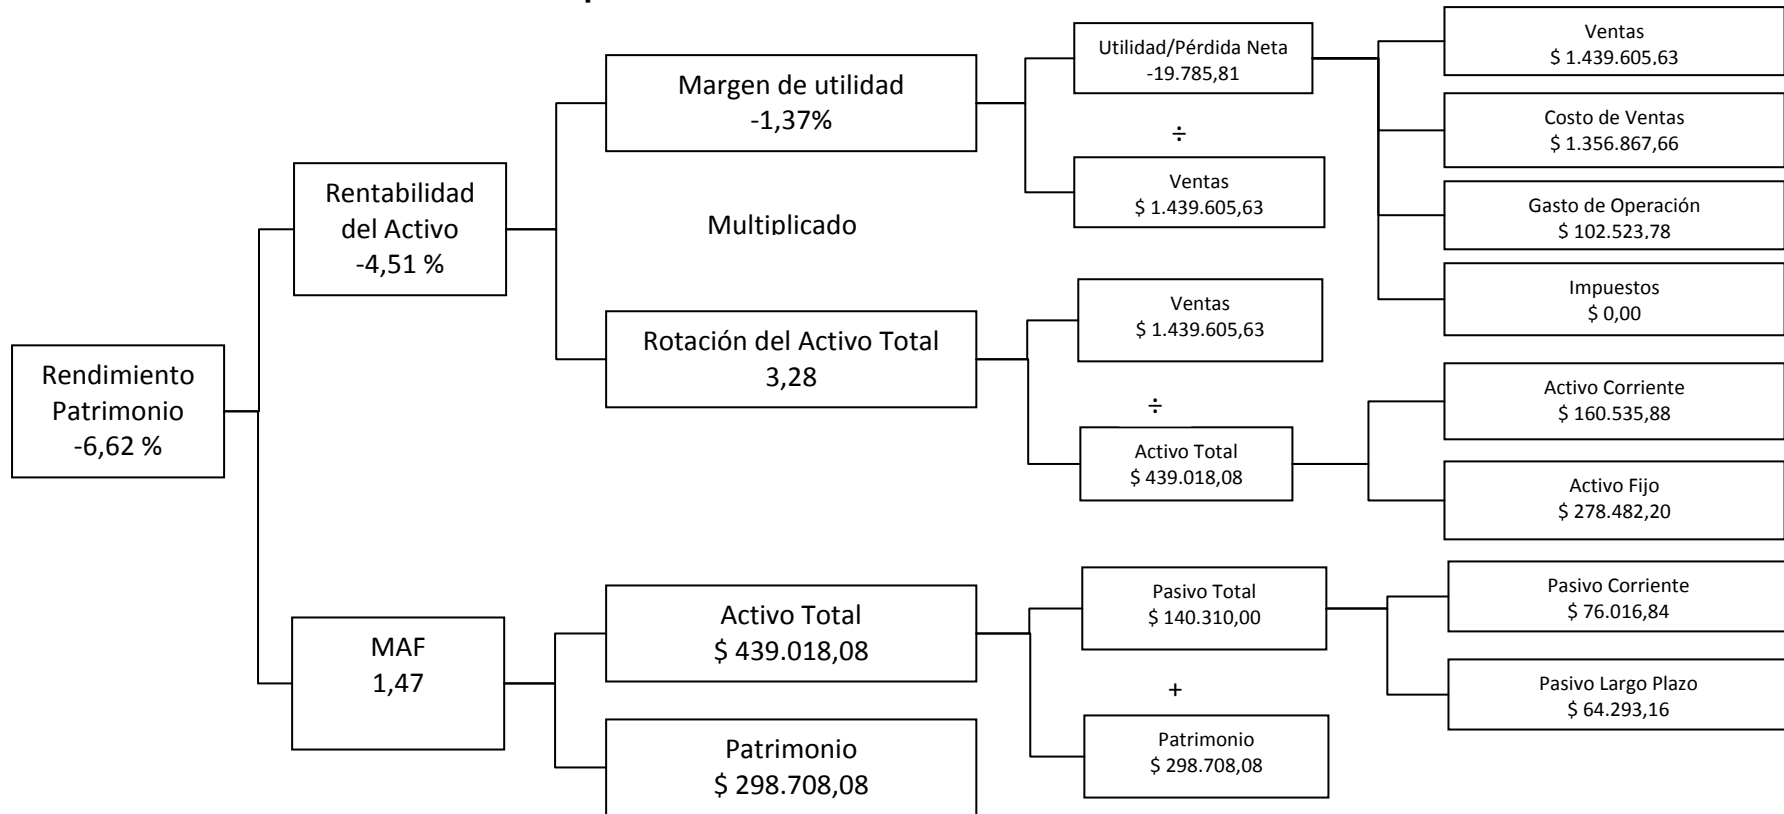 Rendimiento
Patrimonio
-6,62 %
Rentabilidad
del Activo
-4,51 %
MAF
1,47
Margen de utilidad
-1,37%
Multiplicado
Rotación del Activo Total
3,28
Activo Total
$ 439.018,08
Patrimonio
$ 298.708,08
Utilidad/Pérdida Neta
-19.785,81
÷
Ventas
$ 1.439.605,63
Ventas
$ 1.439.605,63
÷
Activo Total
$ 439.018,08
Pasivo Total
$ 140.310,00
+
Patrimonio
$ 298.708,08
Ventas
$ 1.439.605,63
Costo de Ventas
$ 1.356.867,66
Gasto de Operación
$ 102.523,78
Impuestos
$ 0,00
Activo Corriente
$ 160.535,88
Activo Fijo
$ 278.482,20
Pasivo Corriente
$ 76.016,84
Pasivo Largo Plazo
$ 64.293,16